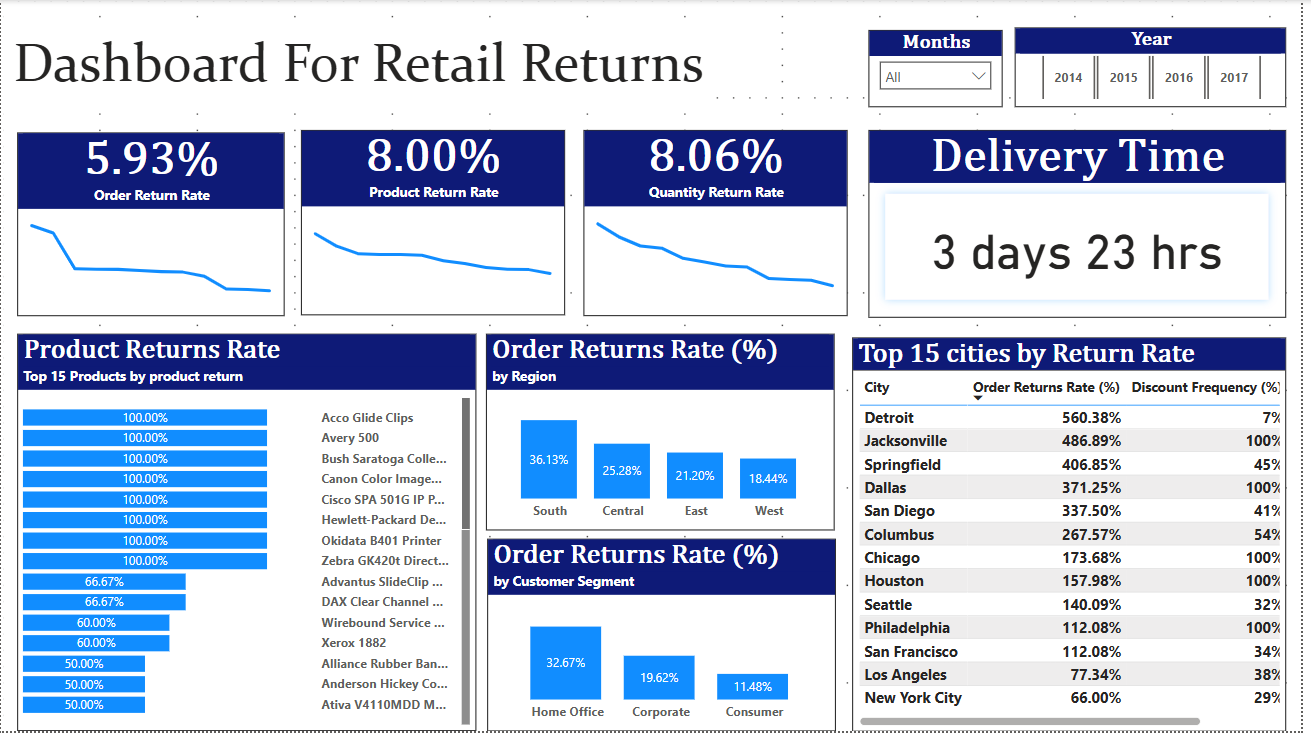 Dashboard For Retail Returns
Months
All
Year
2014 2015 2016 2017
5.93%
Order Return Rate
8.00%
Product Return Rate
8.06%
Quantity Return Rate
Delivery Time
3 days 23 hrs
Product Returns Rate
Top 15 Products by product return
100.00% Acco Glide Clips
100.00% Avery 500
100.00% Bush Saratoga Colle...
100.00% Canon Color Image...
100.00% Cisco SPA 501G IP P...
100.00% Hewlett-Packard De...
100.00% Okidata B401 Printer
100.00% Zebra GK420t Direct...
66.67% Advantus SlideClip ...
66.67% DAX Clear Channel ...
60.00% Wirebound Service ...
60.00% Xerox 1882
50.00% Alliance Rubber Ban...
50.00% Anderson Hickey Co...
50.00% Ativa V4110MDD M...
Order Returns Rate (%)
by Region
36.13% 25.28% 21.20% 18.44%
South Central East West
Order Returns Rate (%)
by Customer Segment
32.67% 19.62% 11.48%
Home Office Corporate Consumer
Top 15 cities by Return Rate
City Order Returns Rate (%) Discount Frequency (%)
Detroit 560.38% 7%
Jacksonville 486.89% 100%
Springfield 406.85% 45%
Dallas 371.25% 100%
San Diego 337.50% 41%
Columbus 267.57% 54%
Chicago 173.68% 100%
Houston 157.98% 100%
Seattle 140.09% 32%
Philadelphia 112.08% 100%
San Francisco 112.08% 34%
Los Angeles 77.34% 38%
New York City 66.00% 29%